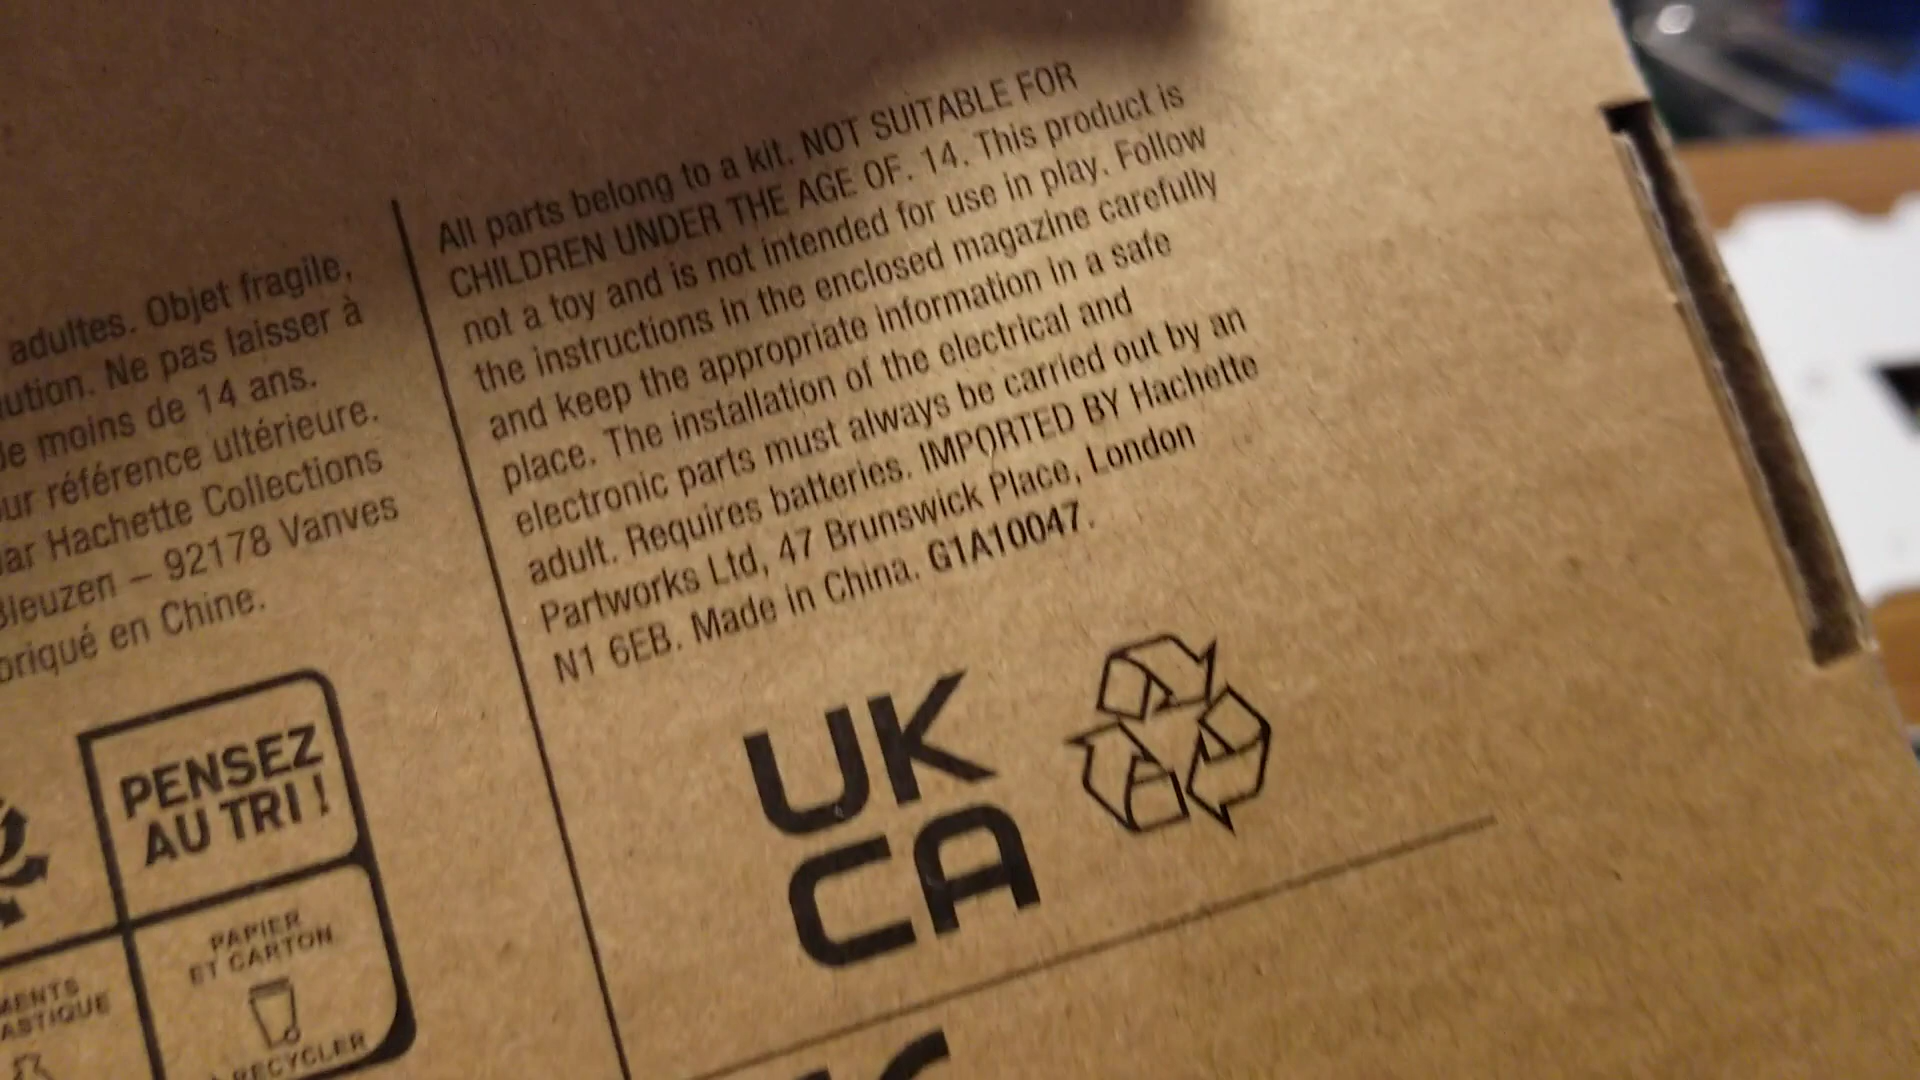 adultes. Objet fragile.
ution. Ne pas laisser à
de moins de 14 ans.
ur référence ultérieure.
ar Hachette Collections
Bleuzen – 92178 Vanves
briqué en Chine.
PENSEZ
AU TRI !
PAPIER
ET CARTON
À RECYCLER
MENTS
ASTIQUE
All parts belong to a kit. NOT SUITABLE FOR
CHILDREN UNDER THE AGE OF. 14. This product is
not a toy and is not intended for use in play. Follow
the instructions in the enclosed magazine carefully
and keep the appropriate information in a safe
place. The installation of the electrical and
electronic parts must always be carried out by an
adult. Requires batteries. IMPORTED BY Hachette
Partworks Ltd, 47 Brunswick Place, London
N1 6EB. Made in China. G1A10047.
UK
CA